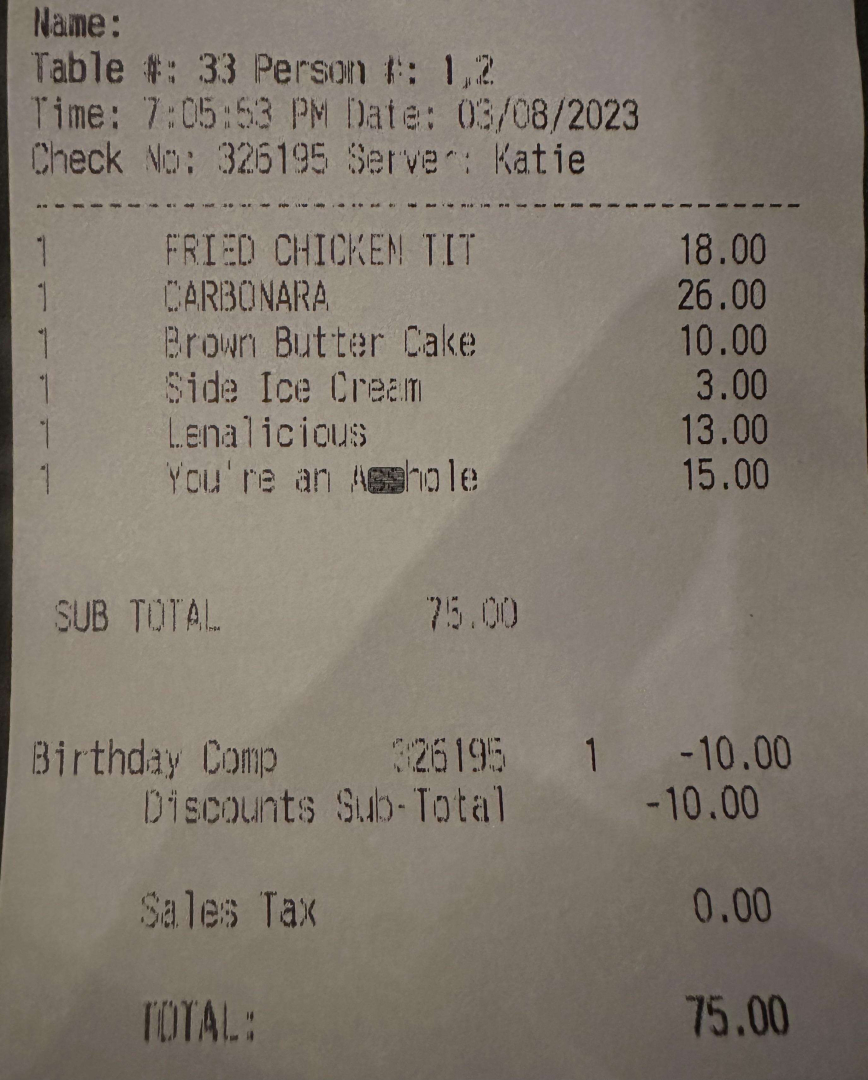 Name:
Table #: 33 Person #: 1,2
Time: 7:05:53 PM Date: 03/08/2023
Check No: 326195 Server: Katie
--------------------------------------------
1 FRIED CHICKEN TIT 18.00
1 CARBONARA 26.00
1 Brown Butter Cake 10.00
1 Side Ice Cream 3.00
1 Lenalicious 13.00
1 You're an A hole 15.00
SUB TOTAL 75.00
Birthday Comp 326195 1 -10.00
Discounts Sub-Total -10.00
Sales Tax 0.00
TOTAL: 75.00